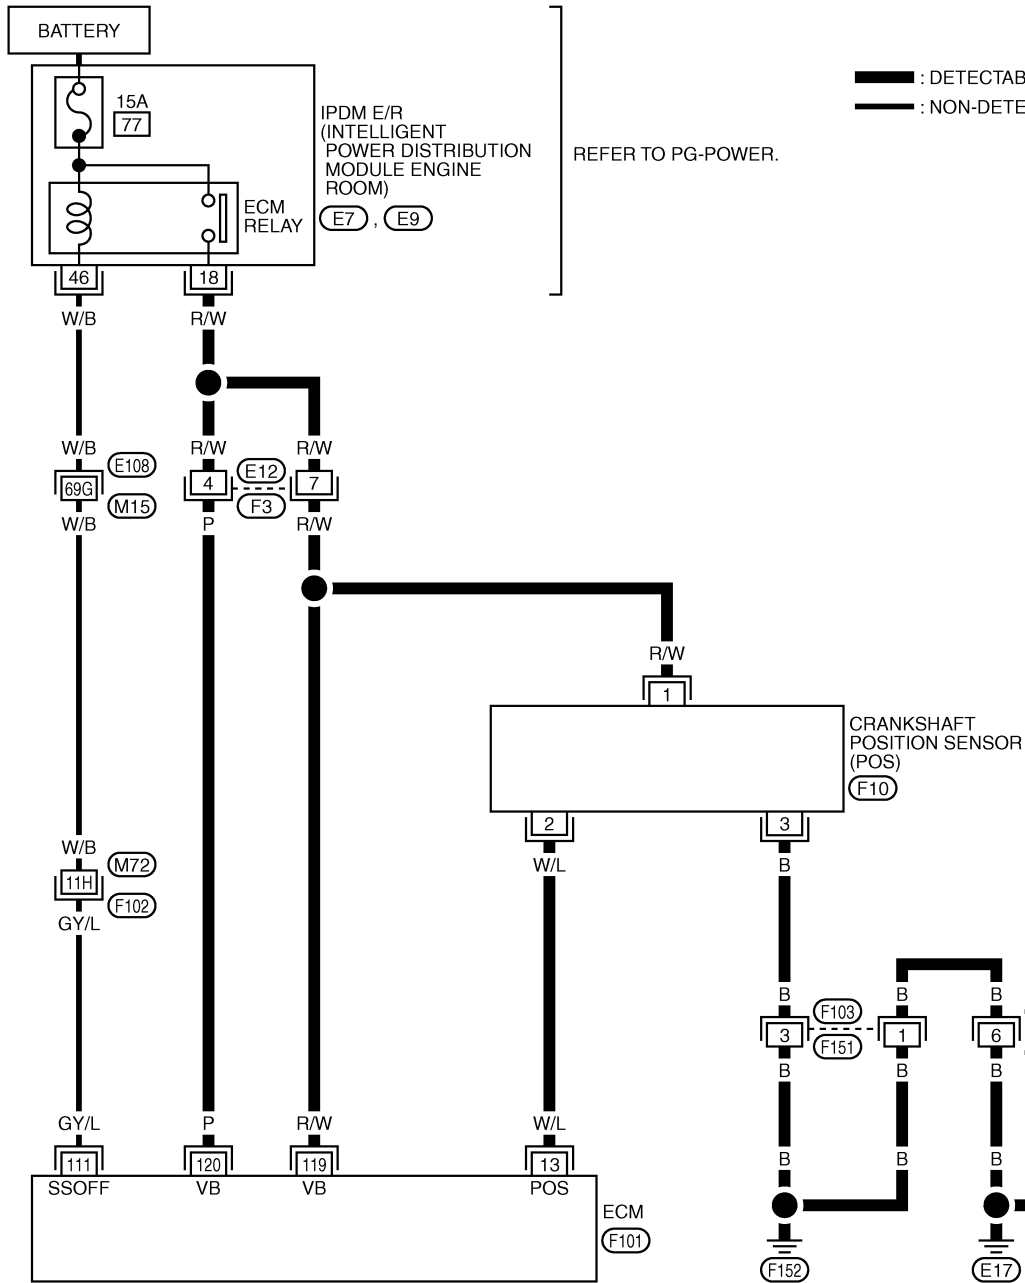 BATTERY
15A
77
IPDM E/R
(INTELLIGENT
POWER DISTRIBUTION
MODULE ENGINE
ROOM)
E7 , E9
REFER TO PG-POWER.
: DETECTAB
: NON-DETE
ECM
RELAY
46 18
W/B R/W
W/B R/W R/W
69G E108 M15
4 E12 F3 7
W/B P R/W
R/W
1
CRANKSHAFT
POSITION SENSOR
(POS)
F10
2 3
W/L B
W/B
11H M72 F102
GY/L
B B B
3 F103 F151 1 6
B B B
GY/L P R/W W/L
111 120 119 13
SSOFF VB VB POS
B B B
ECM
F101
F152 E17